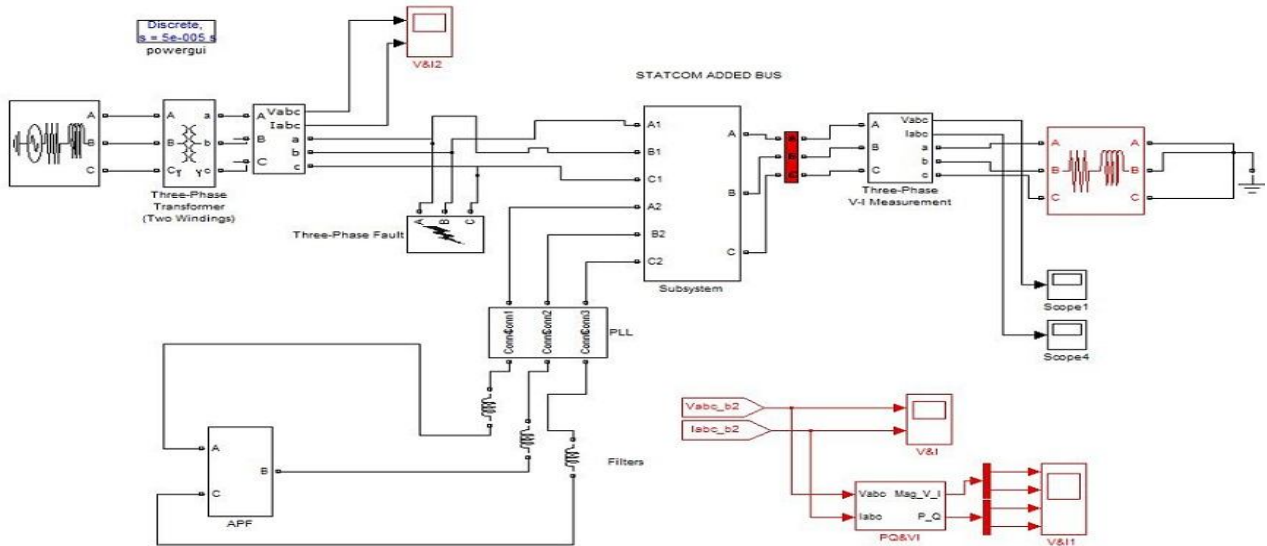 Discrete,
s = 5e-005 s
powergui
V&I2
STATCOM ADDED BUS
A
B
C
A
B
C
a
b
c
Three-Phase
Transformer
(Two Windings)
A
B
C
Vabc
Iabc
a
b
c
A B C
Three-Phase Fault
A1
B1
C1
A2
B2
C2
A
B
C
Subsystem
A
B
C
A
B
C
Vabc
Iabc
a
b
c
Three-Phase
V-I Measurement
A
B
C
A
B
C
Scope1
Scope4
PLL
Filters
A
C
B
APF
Vabc_b2
Iabc_b2
V&I
Vabc
Iabc
Mag_V_I
P_Q
PQ&VI
V&I1